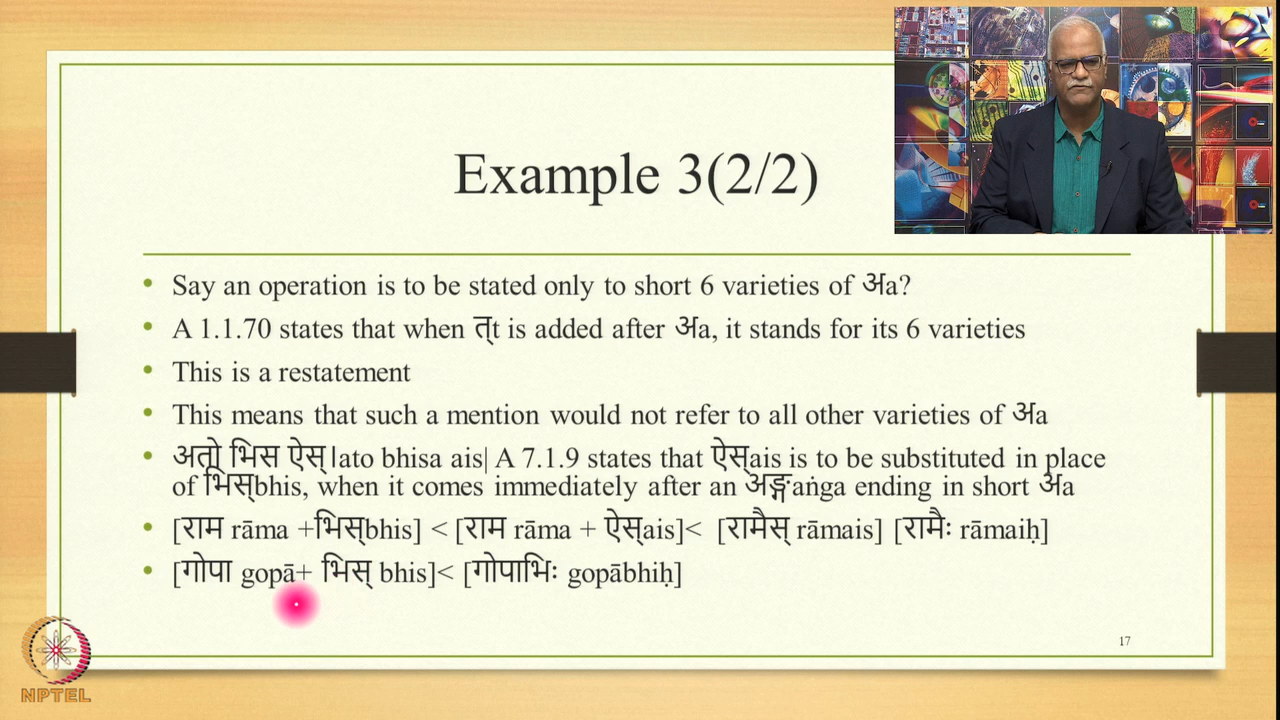 Example 3(2/2)
Say an operation is to be stated only to short 6 varieties of अa?
A 1.1.70 states that when त्t is added after अa, it stands for its 6 varieties
This is a restatement
This means that such a mention would not refer to all other varieties of अa
अतो भिस ऐस् ।ato bhisa ais| A 7.1.9 states that ऐस्ais is to be substituted in place
of भिस्bhis, when it comes immediately after an अङ्गaṅga ending in short अa
[राम rāma +भिस्bhis] < [राम rāma + ऐस्ais]< [रामैस् rāmais] [रामैः rāmaiḥ]
[गोपा gopā+ भिस् bhis]< [गोपाभिः gopābhiḥ]
17
NPTEL